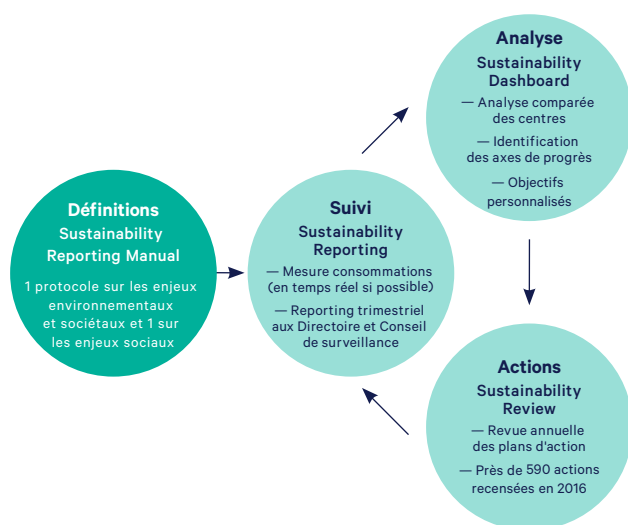 Définitions
Sustainability
Reporting Manual
1 protocole sur les enjeux
environnementaux
et sociétaux et 1 sur
les enjeux sociaux
Suivi
Sustainability
Reporting
— Mesure consommations
(en temps réel si possible)
— Reporting trimestriel
aux Directoire et Conseil
de surveillance
Analyse
Sustainability
Dashboard
— Analyse comparée
des centres
— Identification
des axes de progrès
— Objectifs
personnalisés
Actions
Sustainability
Review
— Revue annuelle
des plans d'action
— Près de 590 actions
recensées en 2016